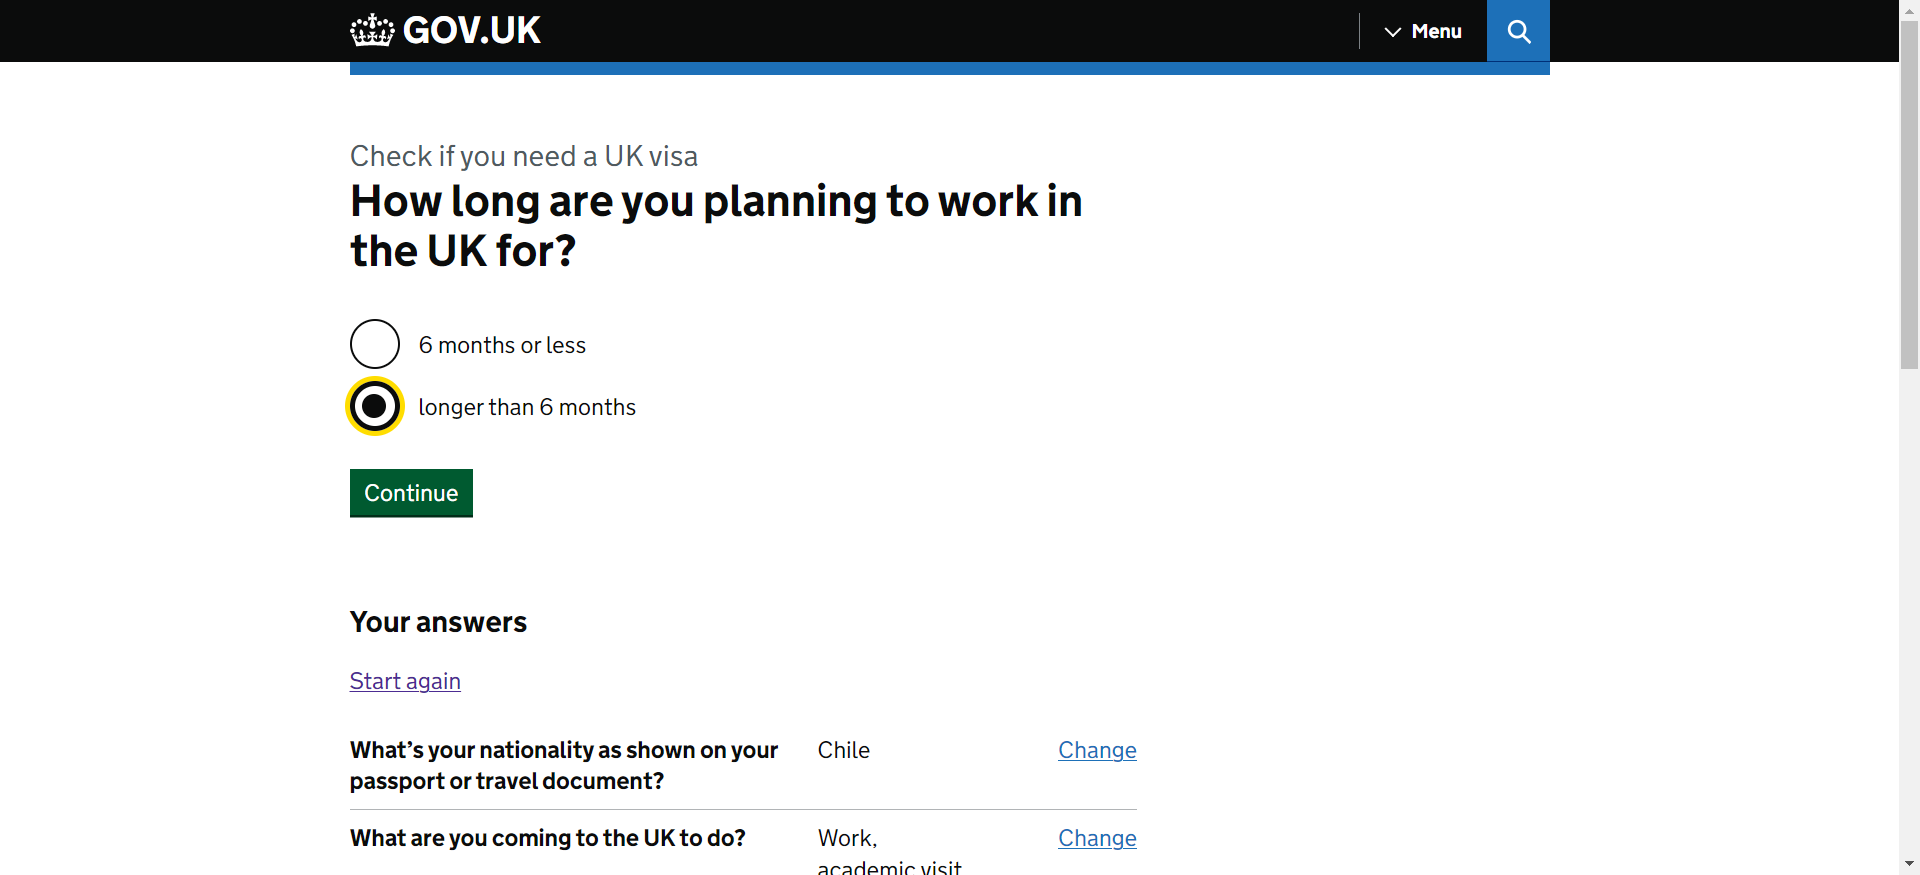 GOV.UK
Menu
Check if you need a UK visa
How long are you planning to work in
the UK for?
6 months or less
longer than 6 months
Continue
Your answers
Start again
What’s your nationality as shown on your
passport or travel document?
Chile
Change
What are you coming to the UK to do?
Work,
academic visit
Change